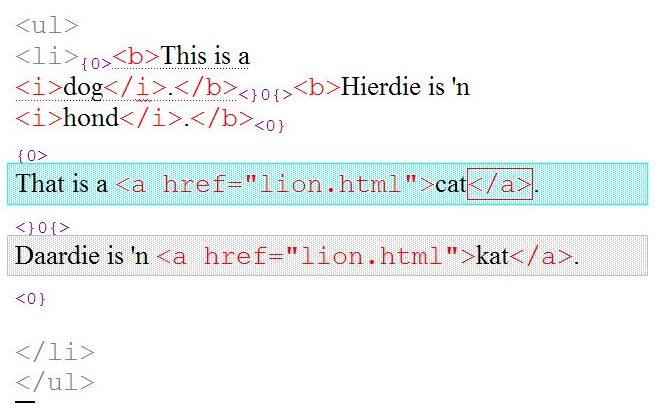 <ul>
<li>{0><b>This is a
<i>dog</i>.</b><}0{><b>Hierdie is 'n
<i>hond</i>.</b><0}
{0>
That is a <a href="lion.html">cat</a>.
<}0{>
Daardie is 'n <a href="lion.html">kat</a>.
<0}
</li>
</ul>